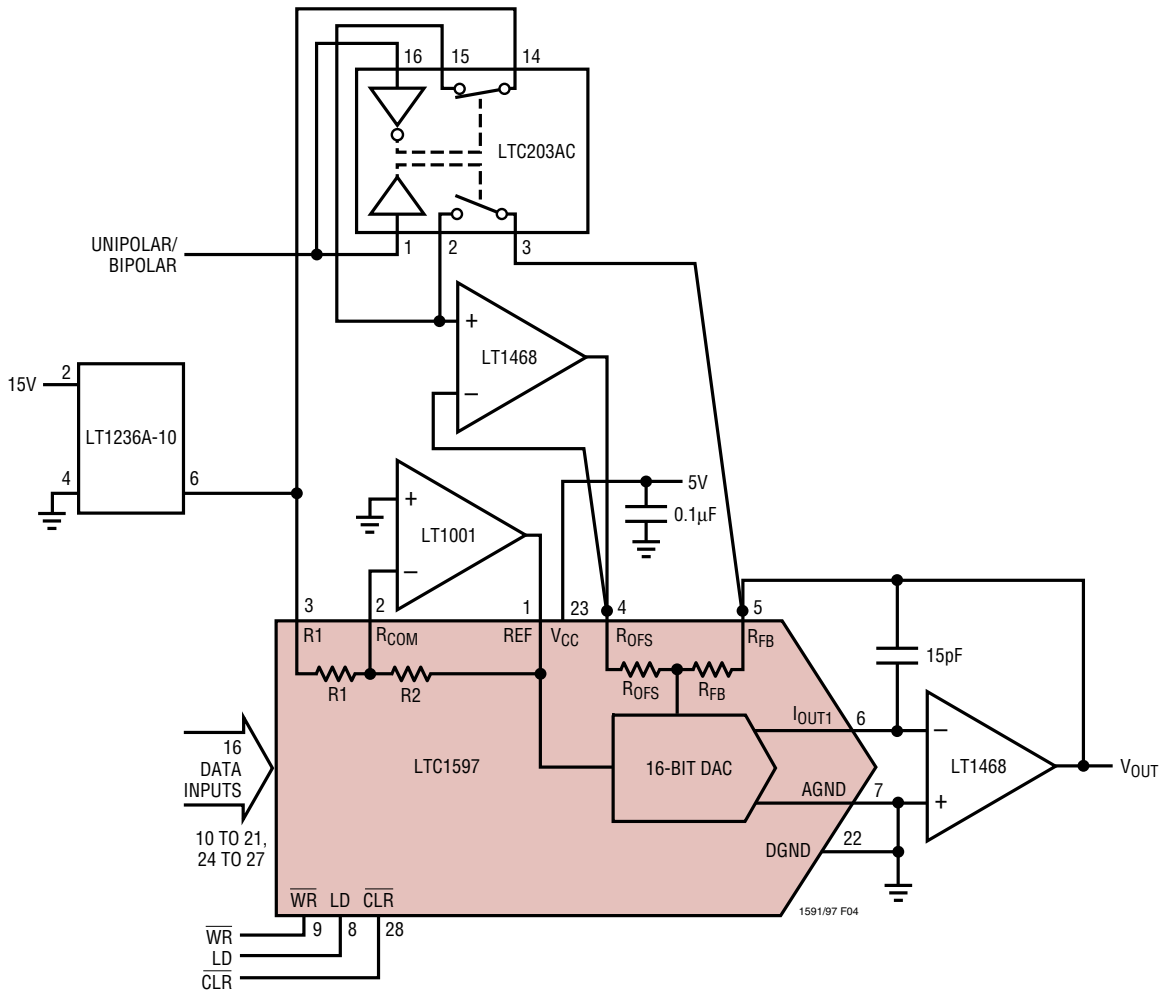 16 15 14
LTC203AC
UNIPOLAR/
BIPOLAR
1 2 3
+
LT1468
−
15V
2
LT1236A-10
4
6
5V
0.1µF
+
LT1001
−
3 2 1 23 4 5
R1 RCOM REF VCC ROFS RFB
R1 R2 ROFS RFB
15pF
IOUT1 6
−
LT1468
+
VOUT
16
DATA
INPUTS
LTC1597
16-BIT DAC
AGND 7
10 TO 21,
24 TO 27
DGND 22
WR LD CLR
1591/97 F04
9 8 28
WR
LD
CLR